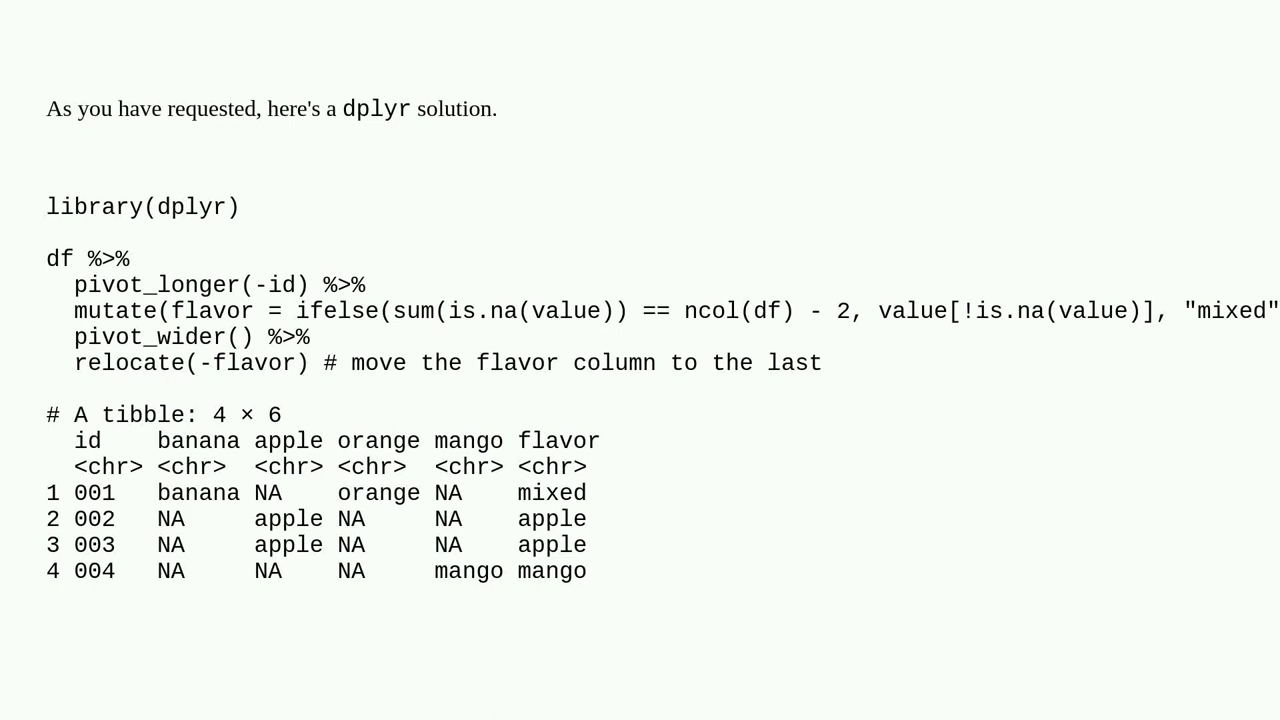 As you have requested, here's a dplyr solution.
library(dplyr)
df %>%
  pivot_longer(-id) %>%
  mutate(flavor = ifelse(sum(is.na(value)) == ncol(df) - 2, value[!is.na(value)], "mixed"
  pivot_wider() %>%
  relocate(-flavor) # move the flavor column to the last
# A tibble: 4 × 6
  id    banana apple orange mango flavor
  <chr> <chr>  <chr> <chr>  <chr> <chr>
1 001   banana NA    orange NA    mixed
2 002   NA     apple NA     NA    apple
3 003   NA     apple NA     NA    apple
4 004   NA     NA    NA     mango mango